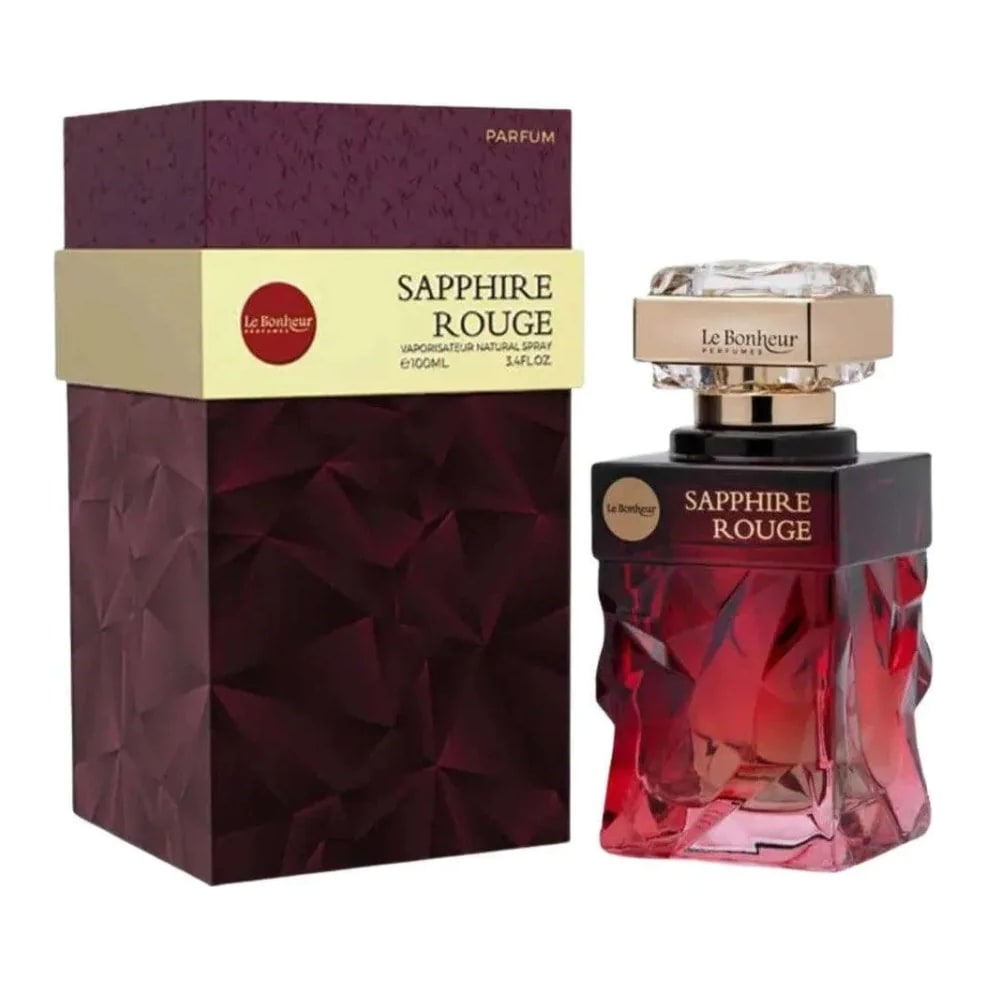 PARFUM
Le Bonheur
PERFUMES
SAPPHIRE
ROUGE
VAPORISATEUR NATURAL SPRAY
℮100ML 3.4FL.OZ.
Le Bonheur
PERFUMES
Le Bonheur
SAPPHIRE
ROUGE